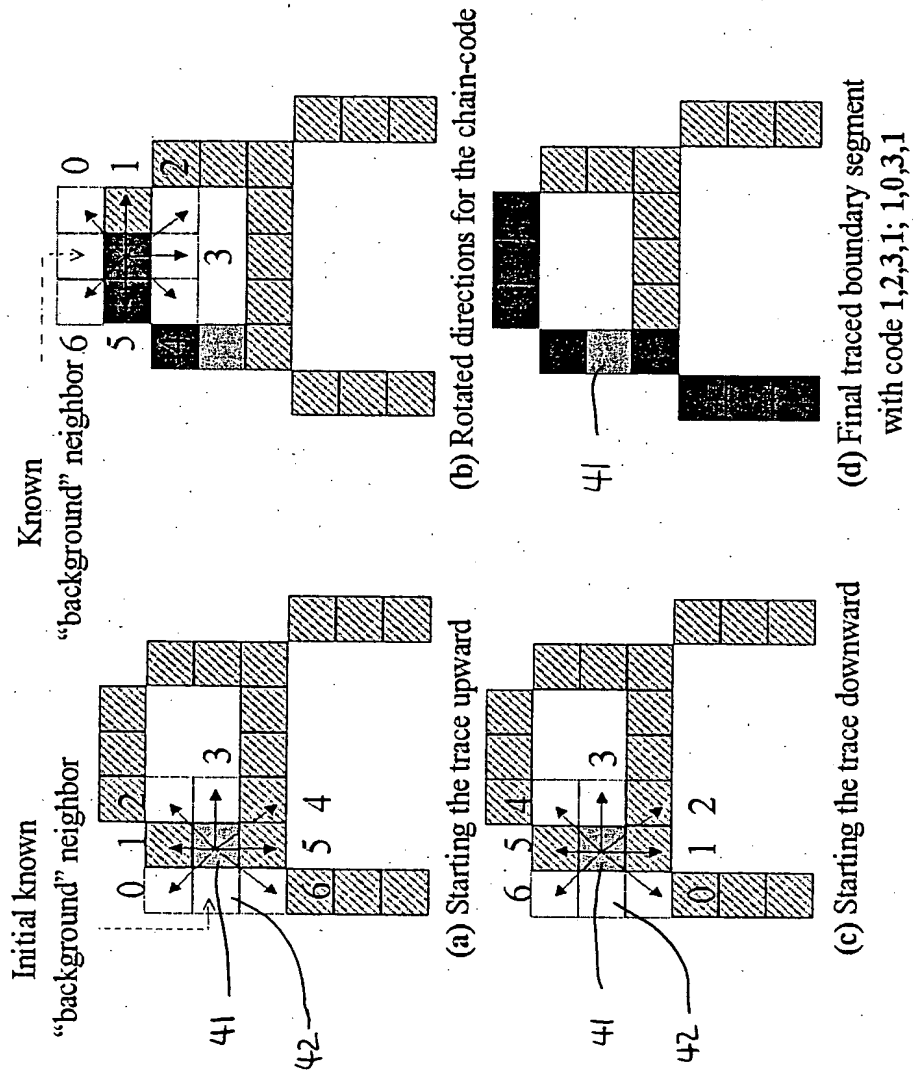 Initial known
“background” neighbor
0 1 2
3
6 5 4
41
42
(a) Starting the trace upward
Known
“background” neighbor
6 0
5 1
4 2
3
(b) Rotated directions for the chain-code
6 5 4
3
0 1 2
41
42
(c) Starting the trace downward
41
(d) Final traced boundary segment
with code 1,2,3,1; 1,0,3,1